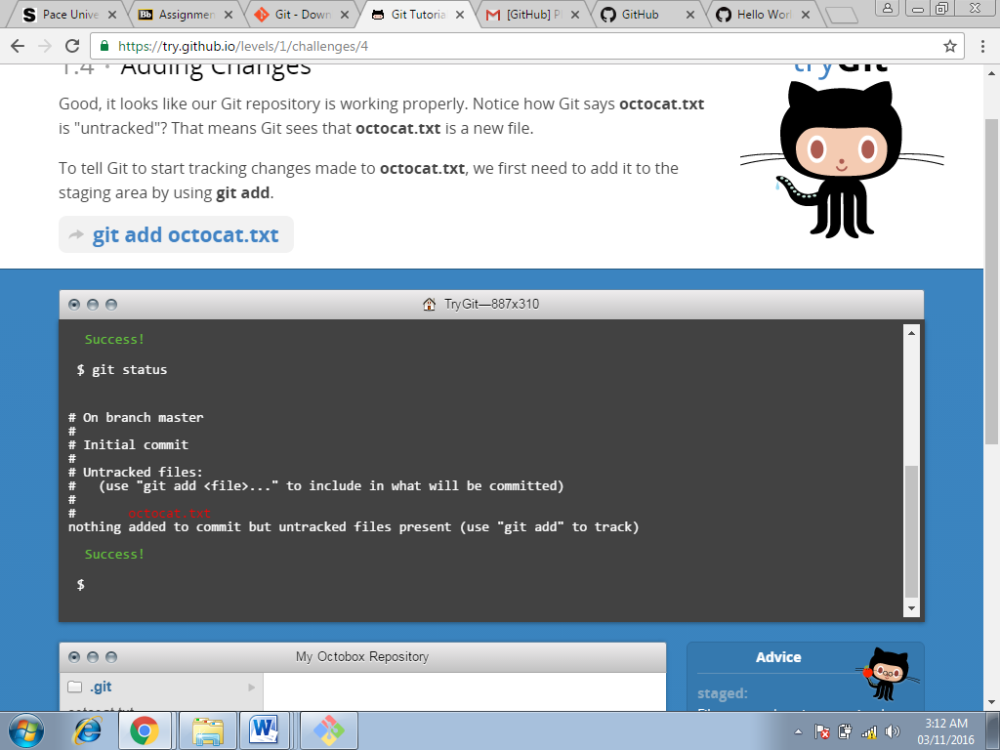 Pace Unive
Bb Assignmen
Git - Down
Git Tutoria
[GitHub] P
GitHub
Hello Worl
https://try.github.io/levels/1/challenges/4
1.4 · Adding Changes
tryGit
Good, it looks like our Git repository is working properly. Notice how Git says octocat.txt
is "untracked"? That means Git sees that octocat.txt is a new file.
To tell Git to start tracking changes made to octocat.txt, we first need to add it to the
staging area by using git add.
git add octocat.txt
TryGit—887x310
Success!
$ git status
# On branch master
#
# Initial commit
#
# Untracked files:
#   (use "git add <file>..." to include in what will be committed)
#
#       octocat.txt
nothing added to commit but untracked files present (use "git add" to track)
Success!
$
My Octobox Repository
.git
octocat.txt
Advice
staged:
3:12 AM
03/11/2016